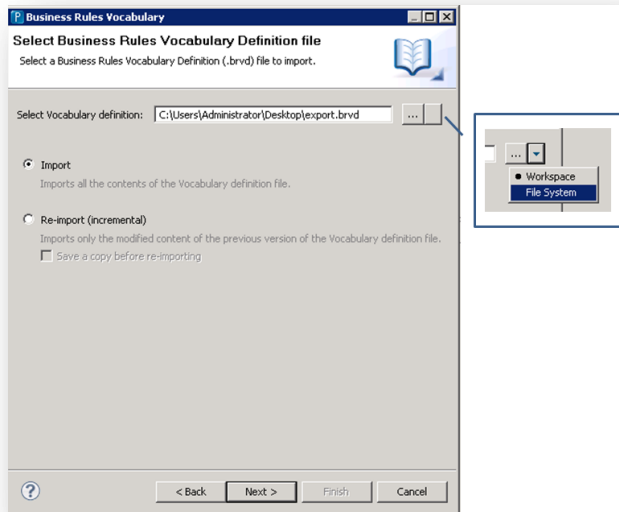 Business Rules Vocabulary
Select Business Rules Vocabulary Definition file
Select a Business Rules Vocabulary Definition (.brvd) file to import.
Select Vocabulary definition: C:\Users\Administrator\Desktop\export.brvd ...
... 
Workspace
File System
Import
Imports all the contents of the Vocabulary definition file.
Re-import (incremental)
Imports only the modified content of the previous version of the Vocabulary definition file.
Save a copy before re-importing
? < Back Next > Finish Cancel